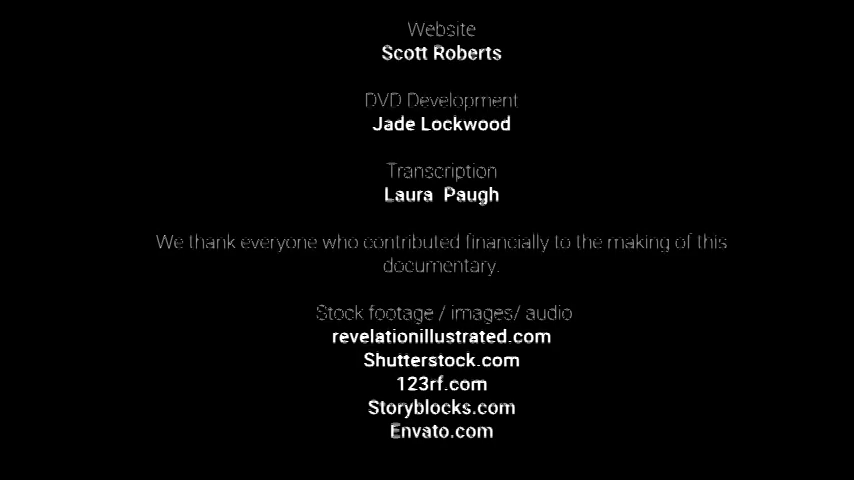 Website
Scott Roberts
DVD Development
Jade Lockwood
Transcription
Laura Paugh
We thank everyone who contributed financially to the making of this
documentary.
Stock footage / images/ audio
revelationillustrated.com
Shutterstock.com
123rf.com
Storyblocks.com
Envato.com